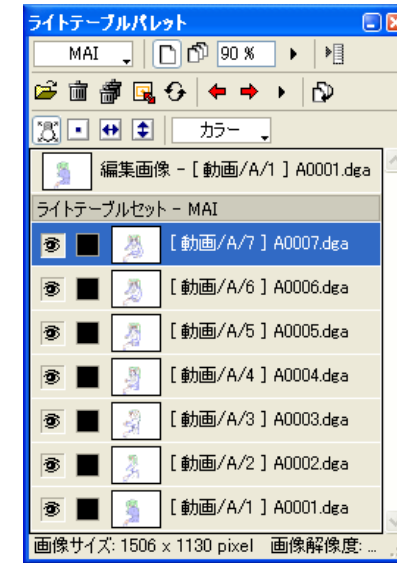 ライトテーブルパレット
MAI 90 %
カラー
編集画像 - [ 動画/A/1 ] A0001.dga
ライトテーブルセット - MAI
[ 動画/A/7 ] A0007.dga
[ 動画/A/6 ] A0006.dga
[ 動画/A/5 ] A0005.dga
[ 動画/A/4 ] A0004.dga
[ 動画/A/3 ] A0003.dga
[ 動画/A/2 ] A0002.dga
[ 動画/A/1 ] A0001.dga
画像サイズ: 1506 x 1130 pixel 画像解像度: ...